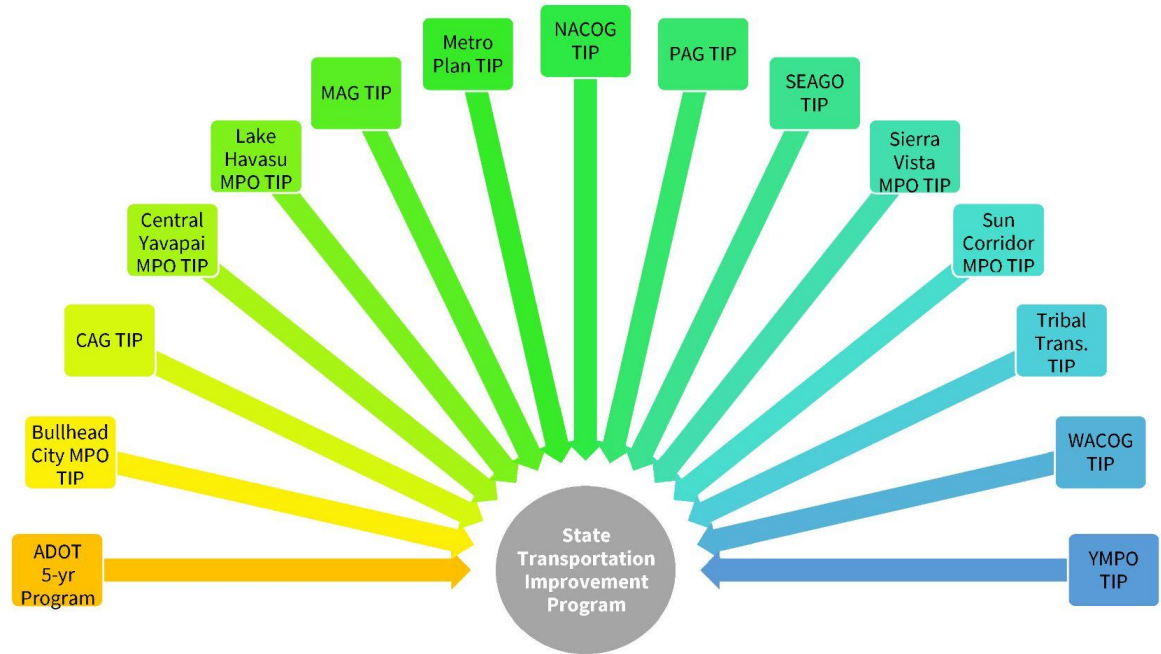 ADOT
5-yr
Program
Bullhead
City MPO
TIP
CAG TIP
Central
Yavapai
MPO TIP
Lake
Havasu
MPO TIP
MAG TIP
Metro
Plan TIP
NACOG
TIP
PAG TIP
SEAGO
TIP
Sierra
Vista
MPO TIP
Sun
Corridor
MPO TIP
Tribal
Trans.
TIP
WACOG
TIP
YMPO
TIP
State
Transportation
Improvement
Program